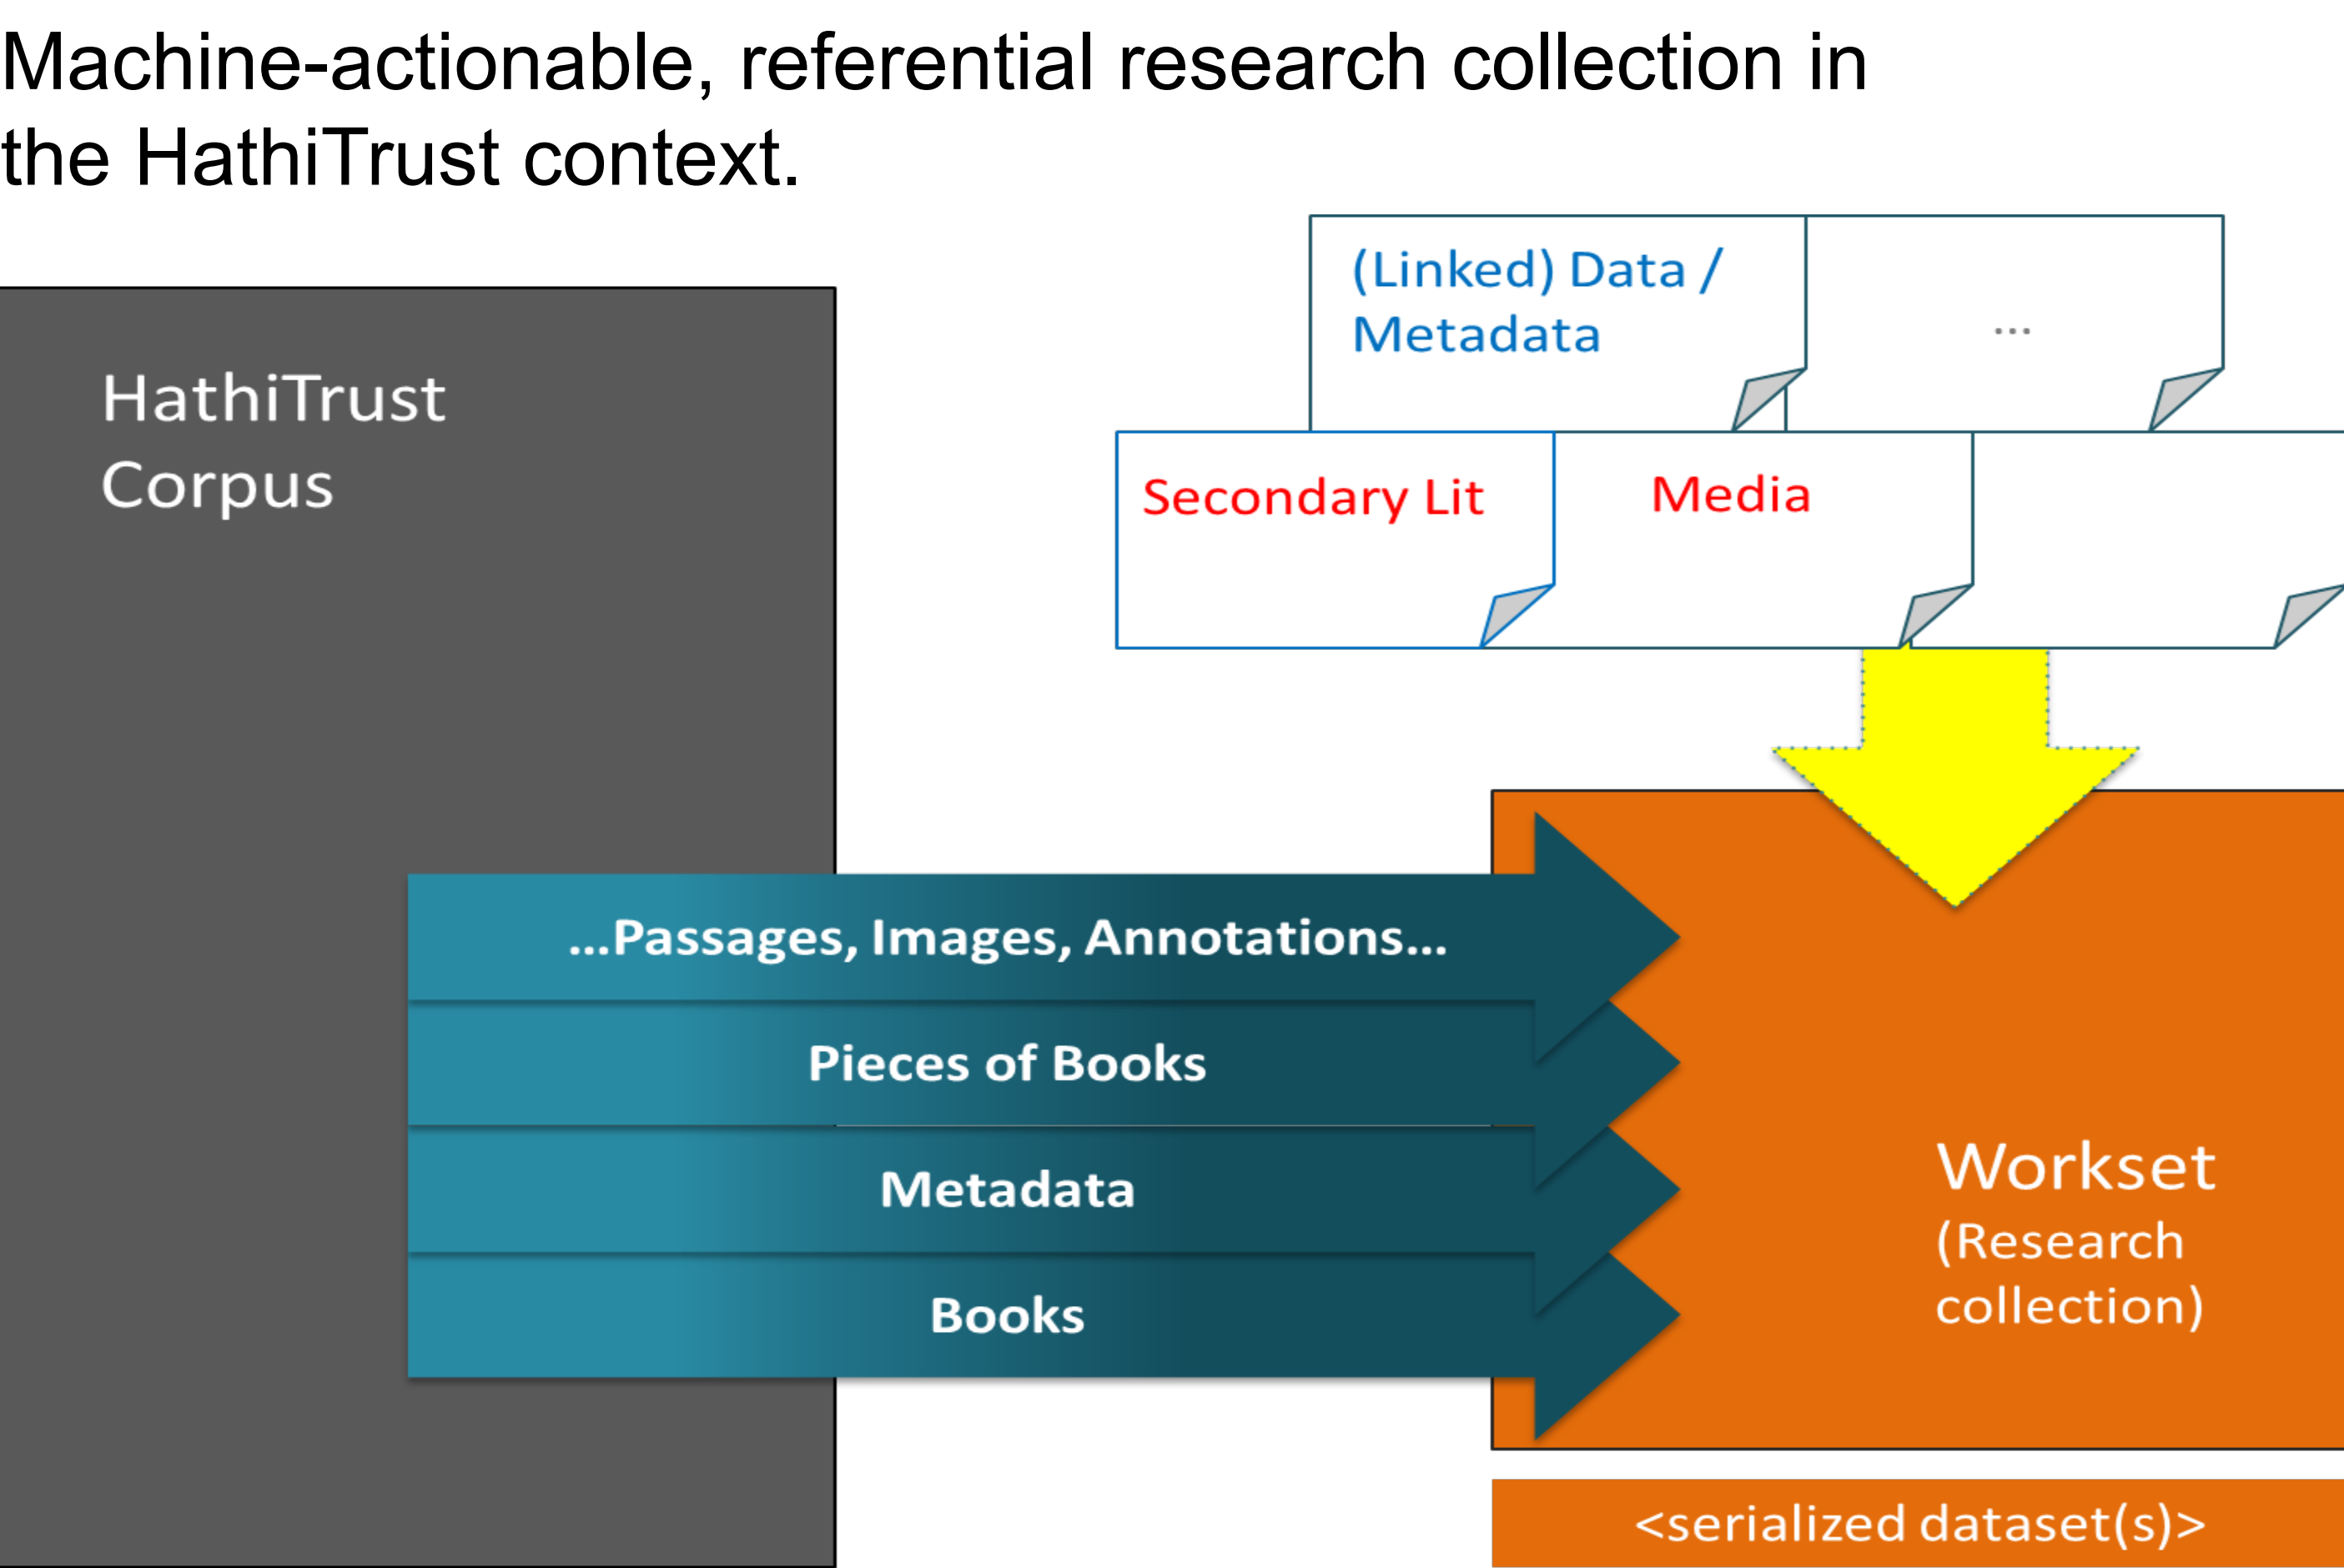 Machine-actionable, referential research collection in
the HathiTrust context.
HathiTrust
Corpus
(Linked) Data /
Metadata
...
Secondary Lit
Media
...Passages, Images, Annotations...
Pieces of Books
Metadata
Books
Workset
(Research
collection)
<serialized dataset(s)>